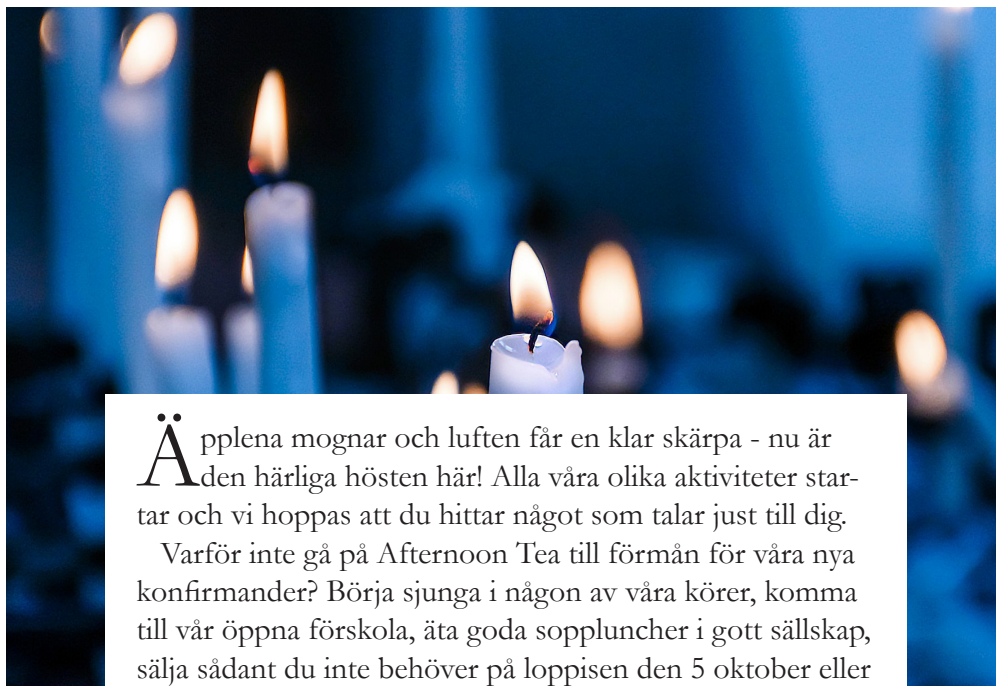 Äpplena mognar och luften får en klar skärpa - nu är
den härliga hösten här! Alla våra olika aktiviteter star-
tar och vi hoppas att du hittar något som talar just till dig.
Varför inte gå på Afternoon Tea till förmån för våra nya
konfirmander? Börja sjunga i någon av våra körer, komma
till vår öppna förskola, äta goda soppluncher i gott sällskap,
sälja sådant du inte behöver på loppisen den 5 oktober eller